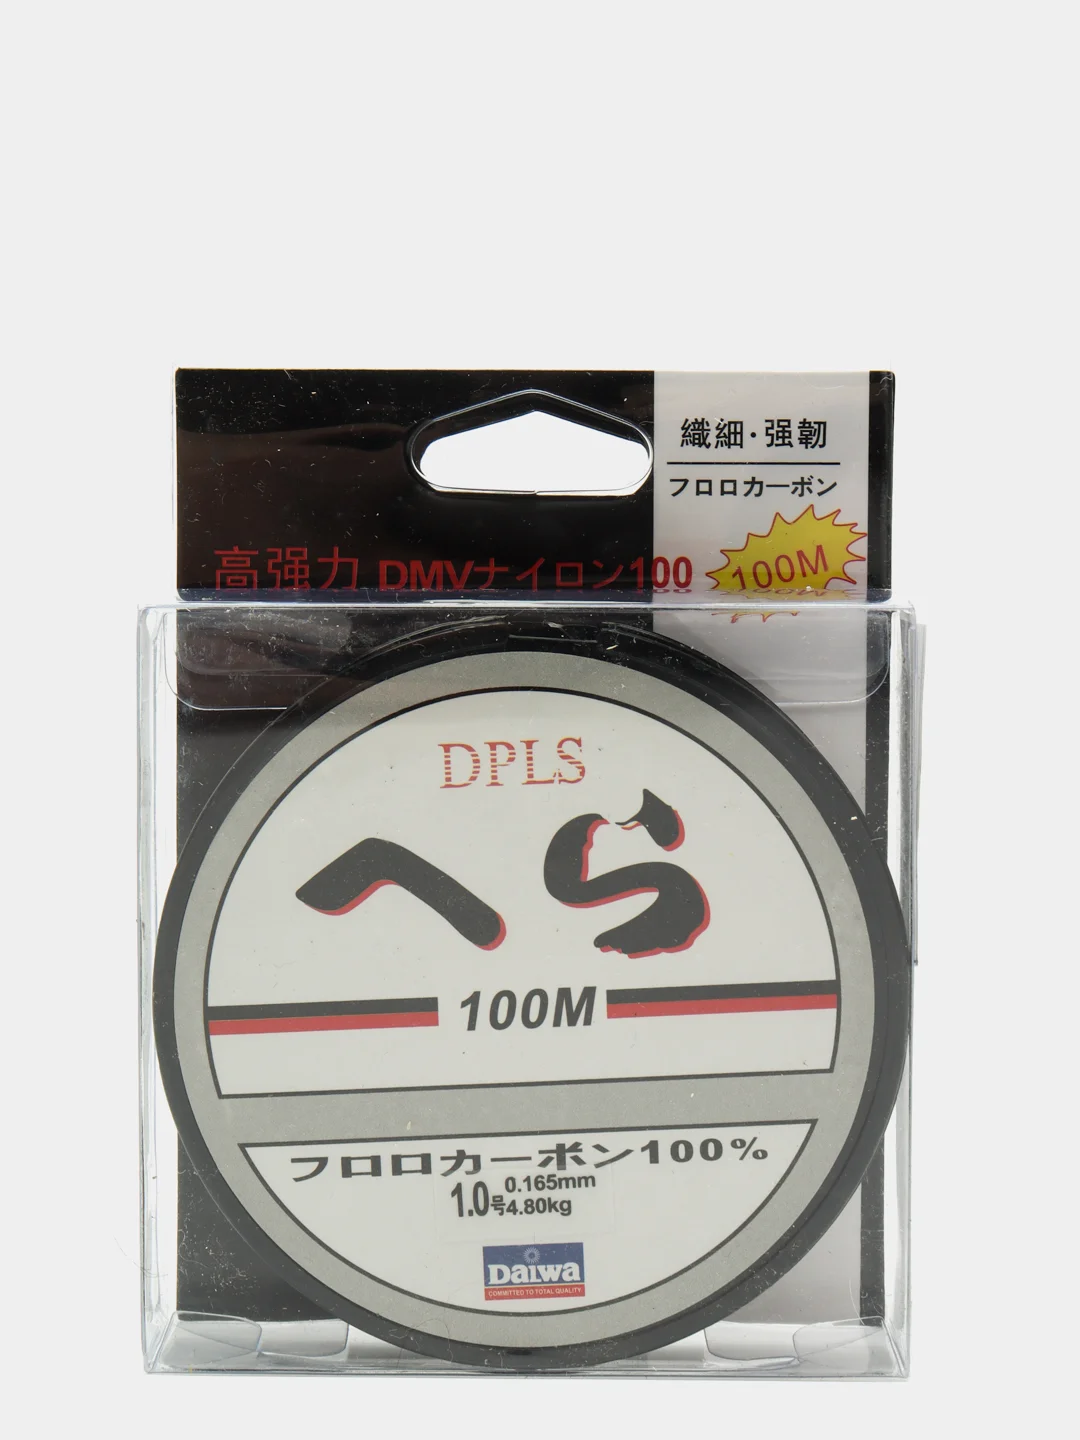 織細·强韌
フロロカーボン
高强力 DMVナイロン100
100M
DPLS
へら
100M
フロロカーボン100%
1.0号 0.165mm
4.80kg
Daiwa
COMMITTED TO TOTAL QUALITY